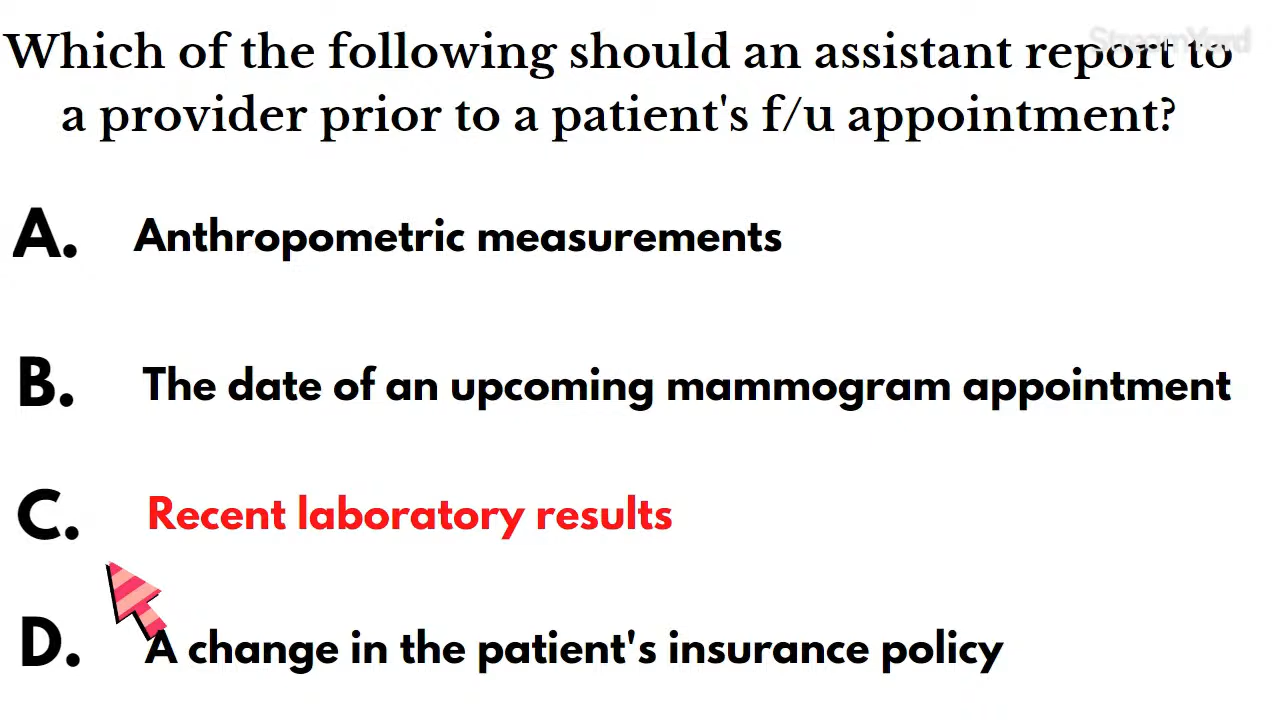 StreamYard
Which of the following should an assistant report to
a provider prior to a patient's f/u appointment?
A. Anthropometric measurements
B. The date of an upcoming mammogram appointment
C. Recent laboratory results
D. A change in the patient's insurance policy